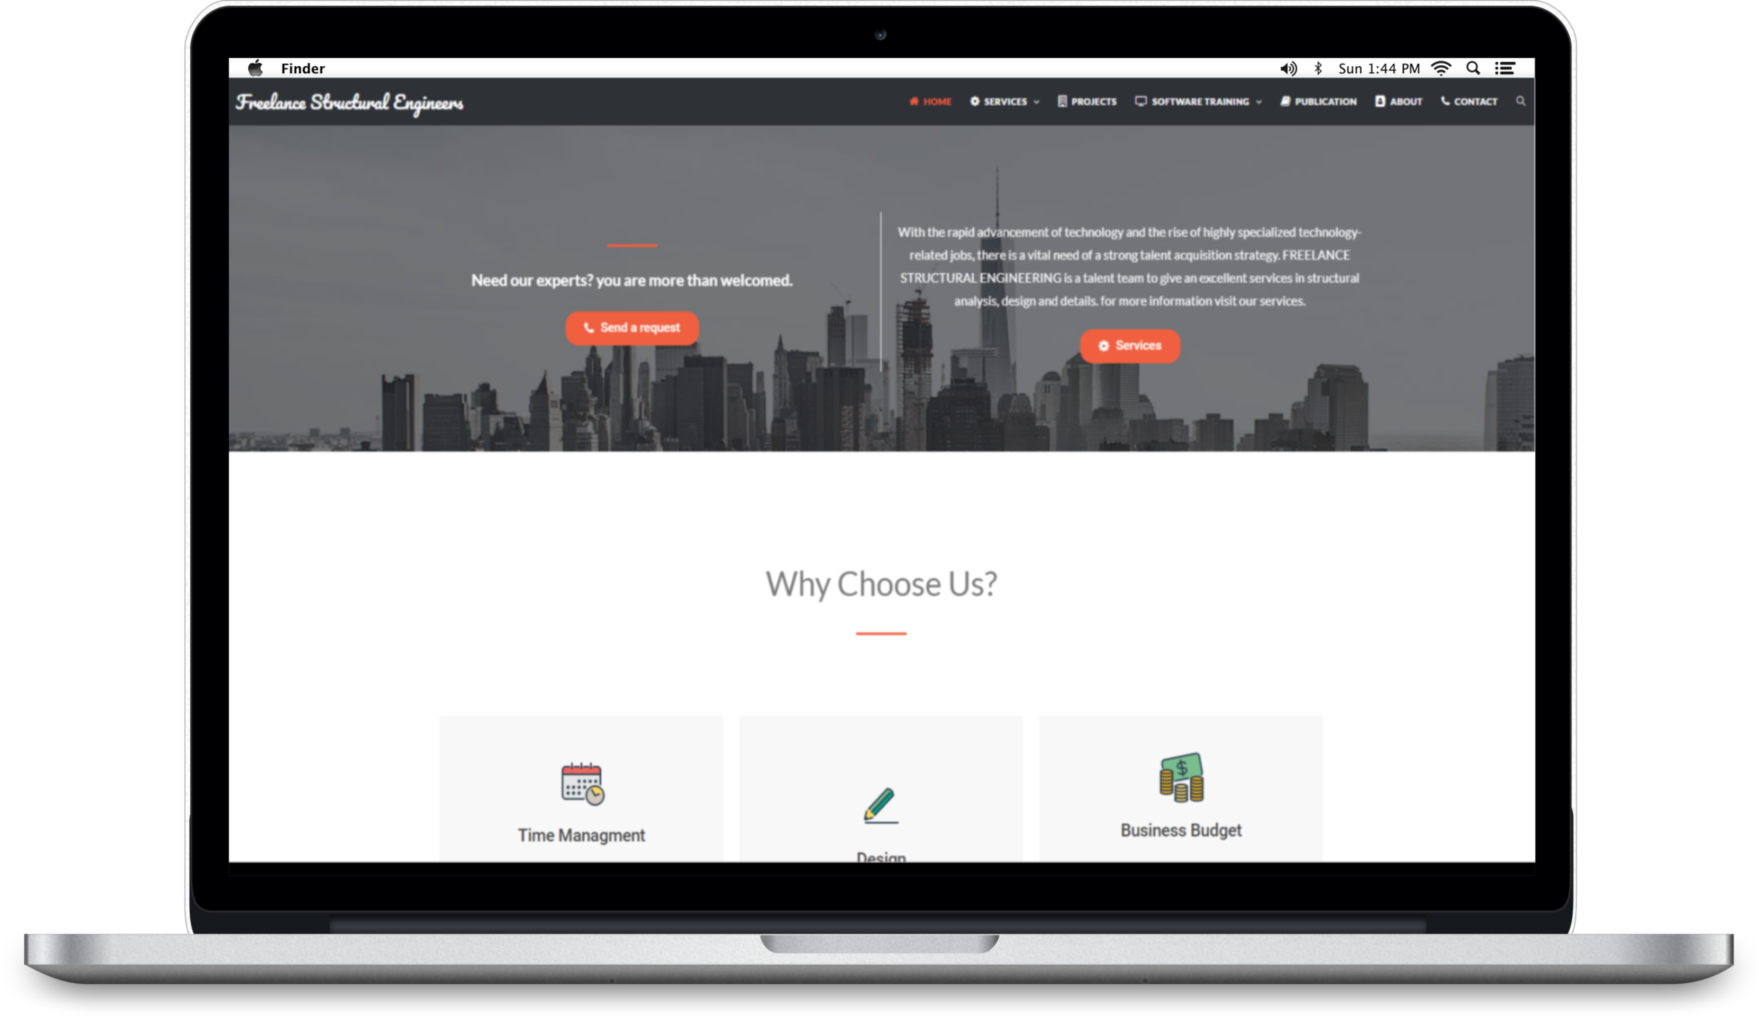 Finder
Sun 1:44 PM
Freelance Structural Engineers
HOME SERVICES PROJECTS SOFTWARE TRAINING PUBLICATION ABOUT CONTACT
Need our experts? you are more than welcomed.
Send a request
With the rapid advancement of technology and the rise of highly specialized technology-
related jobs, there is a vital need of a strong talent acquisition strategy. FREELANCE
STRUCTURAL ENGINEERING is a talent team to give an excellent services in structural
analysis, design and details. for more information visit our services.
Services
Why Choose Us?
Time Managment
Design
Business Budget